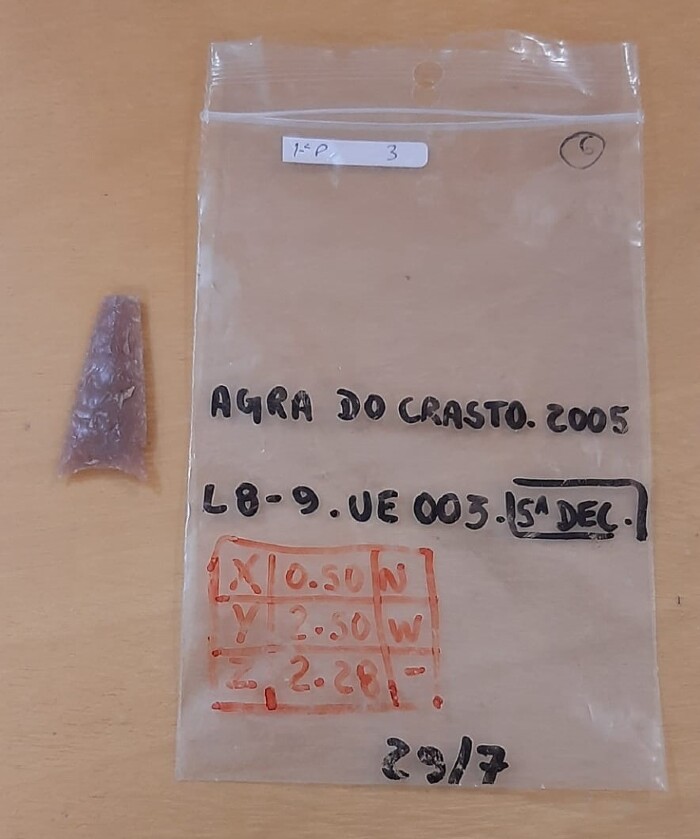 3
6
AGRA DO CRASTO. 2005
L8-9. UE 003. 5ª DEC.
X 0.50 N
Y 2.50 W
Z 2.28 -
29/7